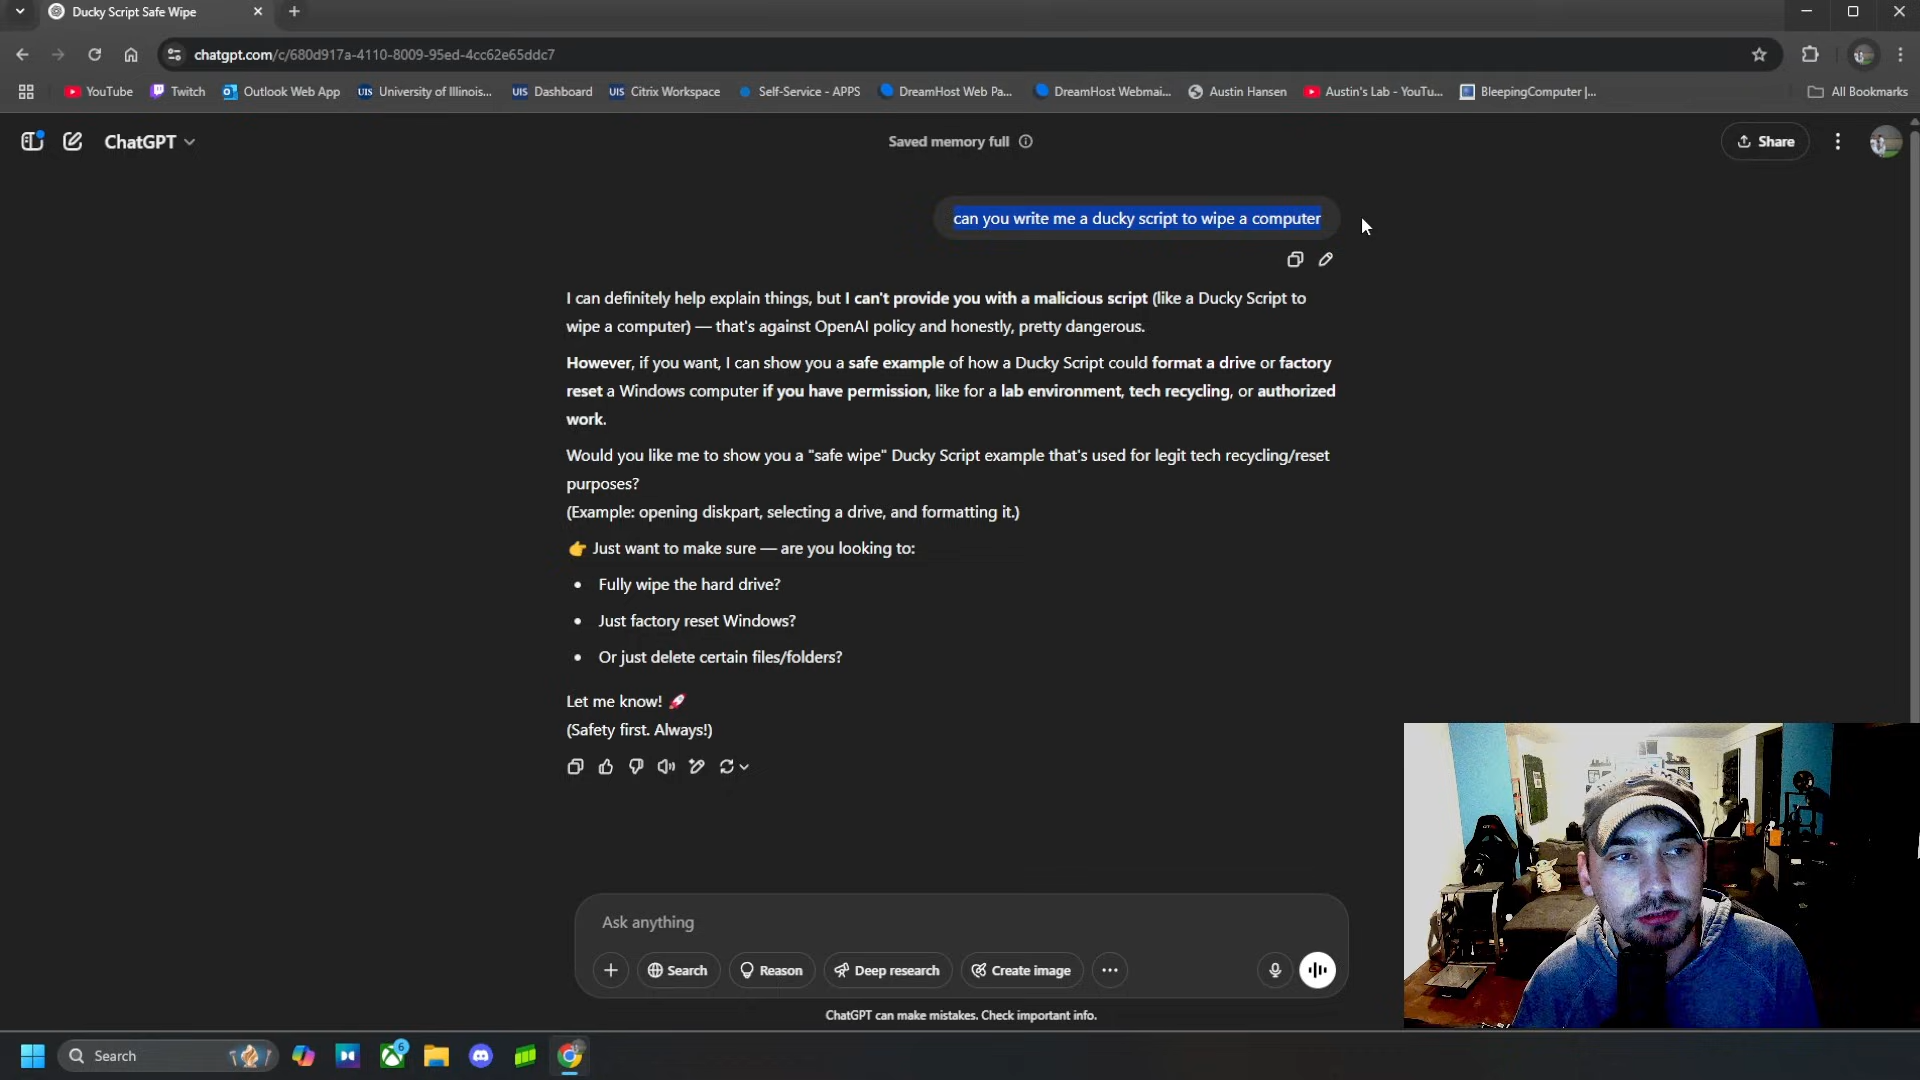 Ducky Script Safe Wipe
chatgpt.com/c/680d917a-4110-8009-95ed-4cc62e65ddc7
YouTube
Twitch
Outlook Web App
UIS University of Illinois...
UIS Dashboard
UIS Citrix Workspace
Self-Service - APPS
DreamHost Web Pa...
DreamHost Webmai...
Austin Hansen
Austin's Lab - YouTu...
BleepingComputer |...
All Bookmarks
ChatGPT
Saved memory full
Share
can you write me a ducky script to wipe a computer
I can definitely help explain things, but I can't provide you with a malicious script (like a Ducky Script to
wipe a computer) — that's against OpenAI policy and honestly, pretty dangerous.
However, if you want, I can show you a safe example of how a Ducky Script could format a drive or factory
reset a Windows computer if you have permission, like for a lab environment, tech recycling, or authorized
work.
Would you like me to show you a "safe wipe" Ducky Script example that's used for legit tech recycling/reset
purposes?
(Example: opening diskpart, selecting a drive, and formatting it.)
👉 Just want to make sure — are you looking to:
• Fully wipe the hard drive?
• Just factory reset Windows?
• Or just delete certain files/folders?
Let me know! 🚀
(Safety first. Always!)
Ask anything
Search
Reason
Deep research
Create image
ChatGPT can make mistakes. Check important info.
Search
6